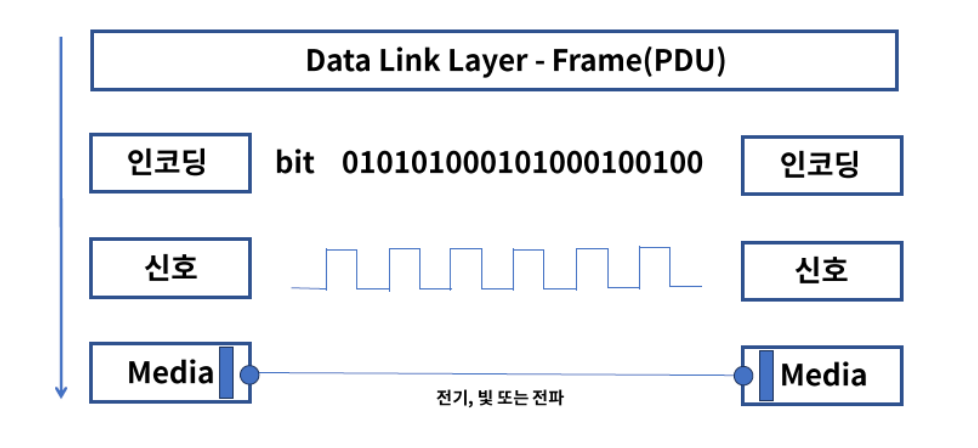 Data Link Layer - Frame(PDU)
인코딩 bit 010101000101000100100 인코딩
신호 신호
Media Media
전기, 빛 또는 전파